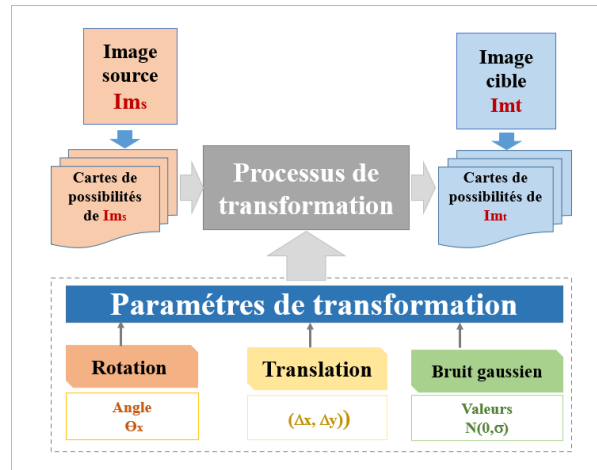 Image
source
Ims
Image
cible
Imt
Cartes de
possibilités
de Ims
Processus de
transformation
Cartes de
possibilités de
Imt
Paramétres de transformation
Rotation
Translation
Bruit gaussien
Angle
Ɵx
(Δx, Δy))
Valeurs
N(0,σ)